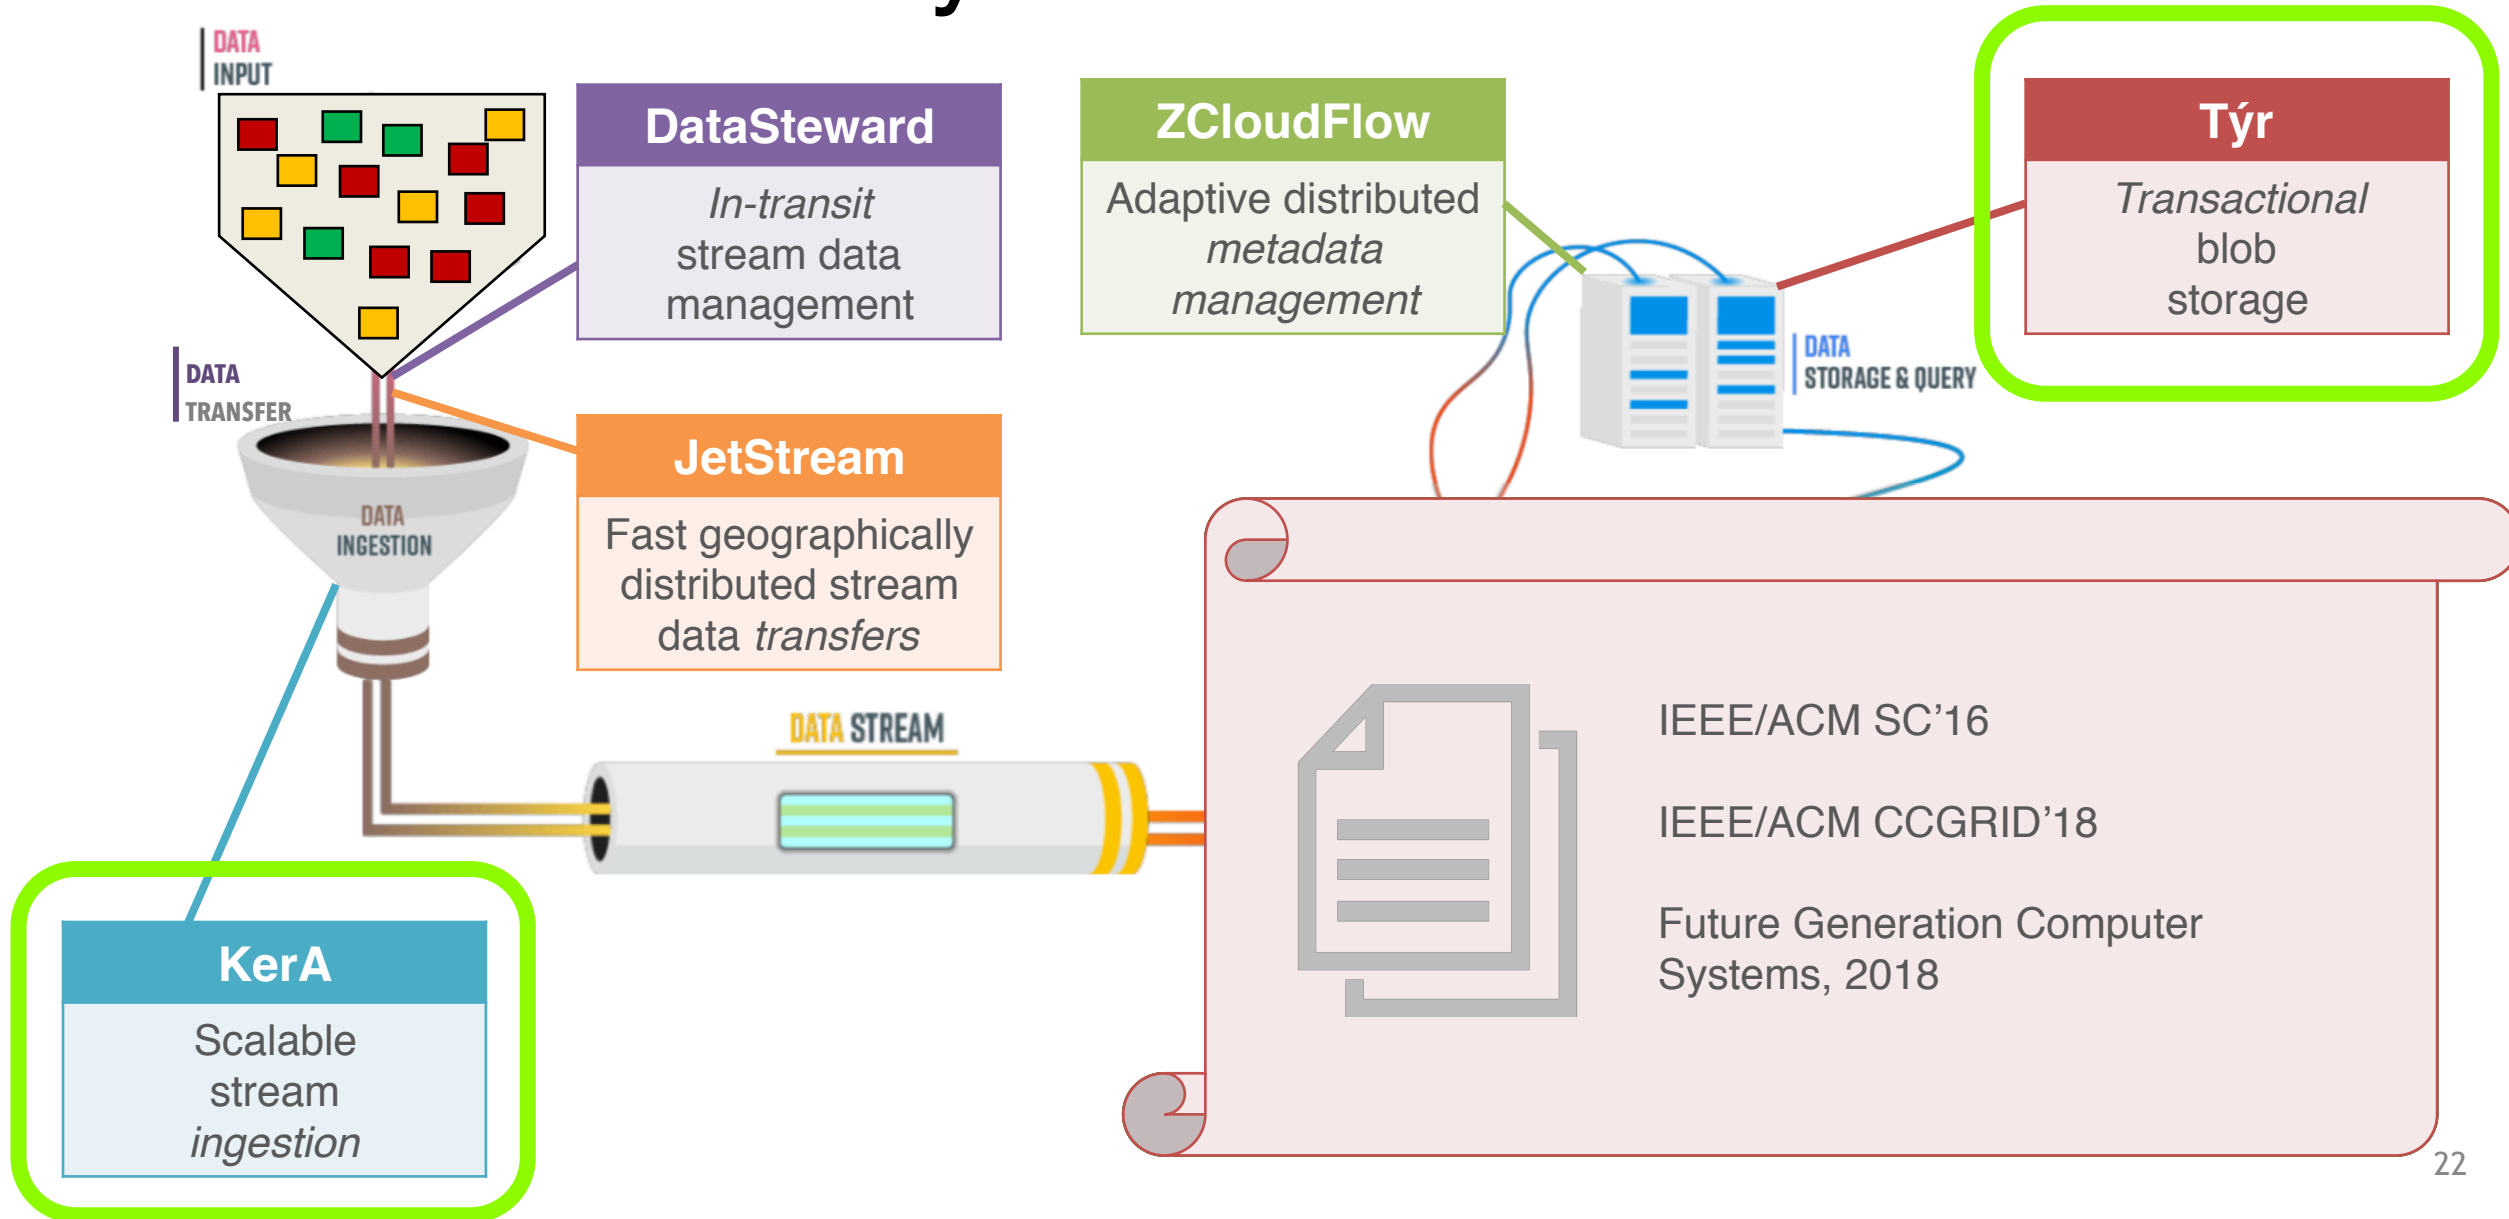 DATA
INPUT
DataSteward
In-transit
stream data
management
ZCloudFlow
Adaptive distributed
metadata
management
Týr
Transactional
blob
storage
DATA
STORAGE & QUERY
DATA
TRANSFER
JetStream
Fast geographically
distributed stream
data transfers
DATA
INGESTION
DATA STREAM
IEEE/ACM SC’16
IEEE/ACM CCGRID’18
Future Generation Computer
Systems, 2018
KerA
Scalable
stream
ingestion
22